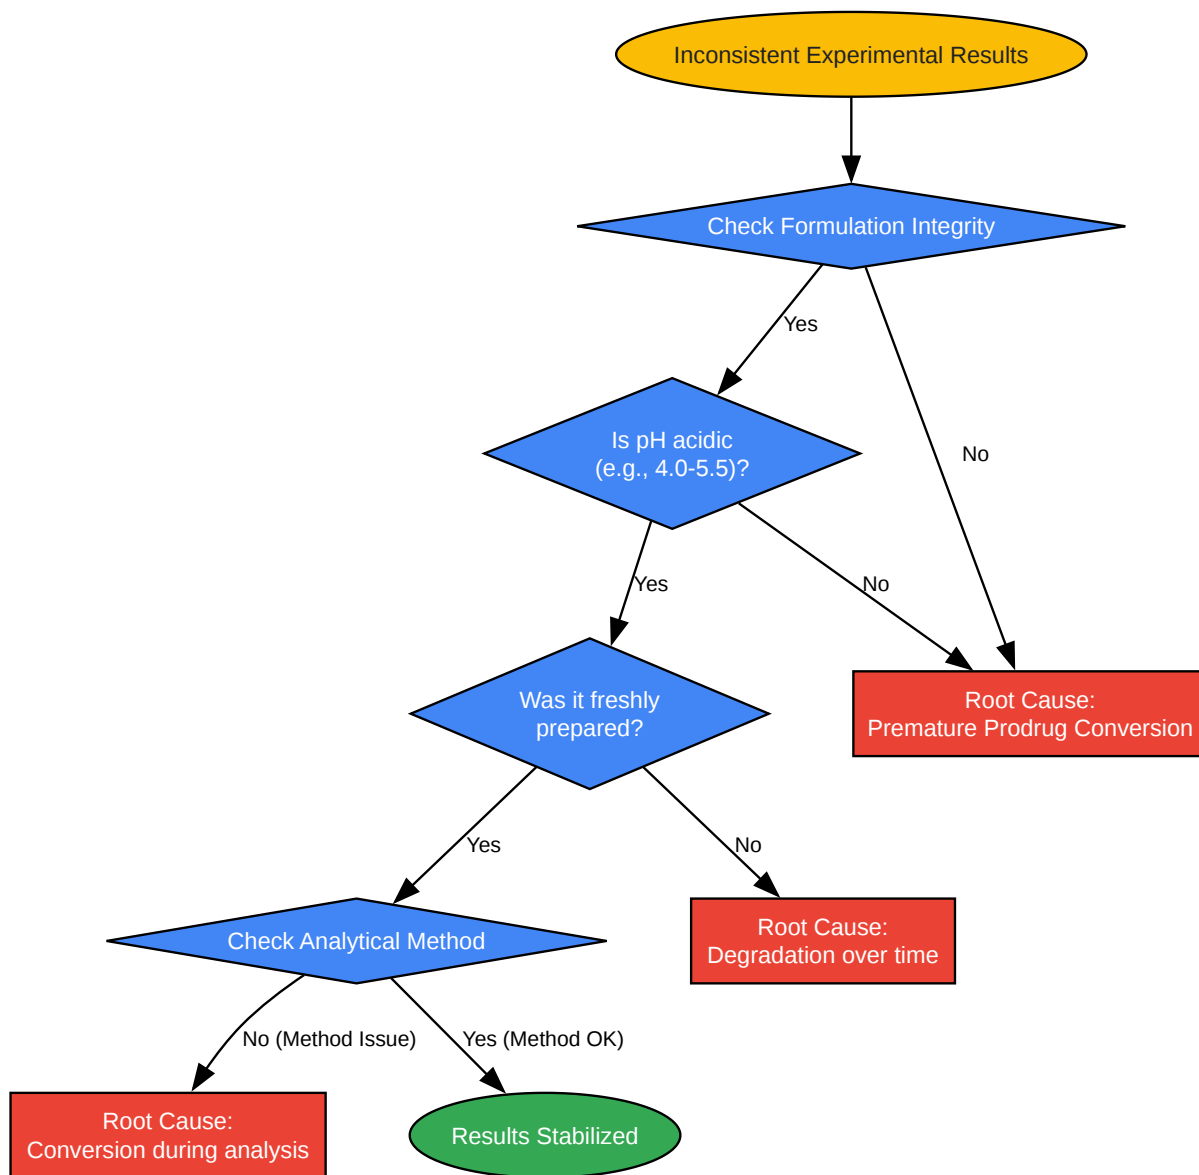 Inconsistent Experimental Results
Check Formulation Integrity
Yes
Is pH acidic
(e.g., 4.0-5.5)?
No
Yes
No
Was it freshly
prepared?
Root Cause:
Premature Prodrug Conversion
Yes
No
Check Analytical Method
Root Cause:
Degradation over time
No (Method Issue)
Yes (Method OK)
Root Cause:
Conversion during analysis
Results Stabilized